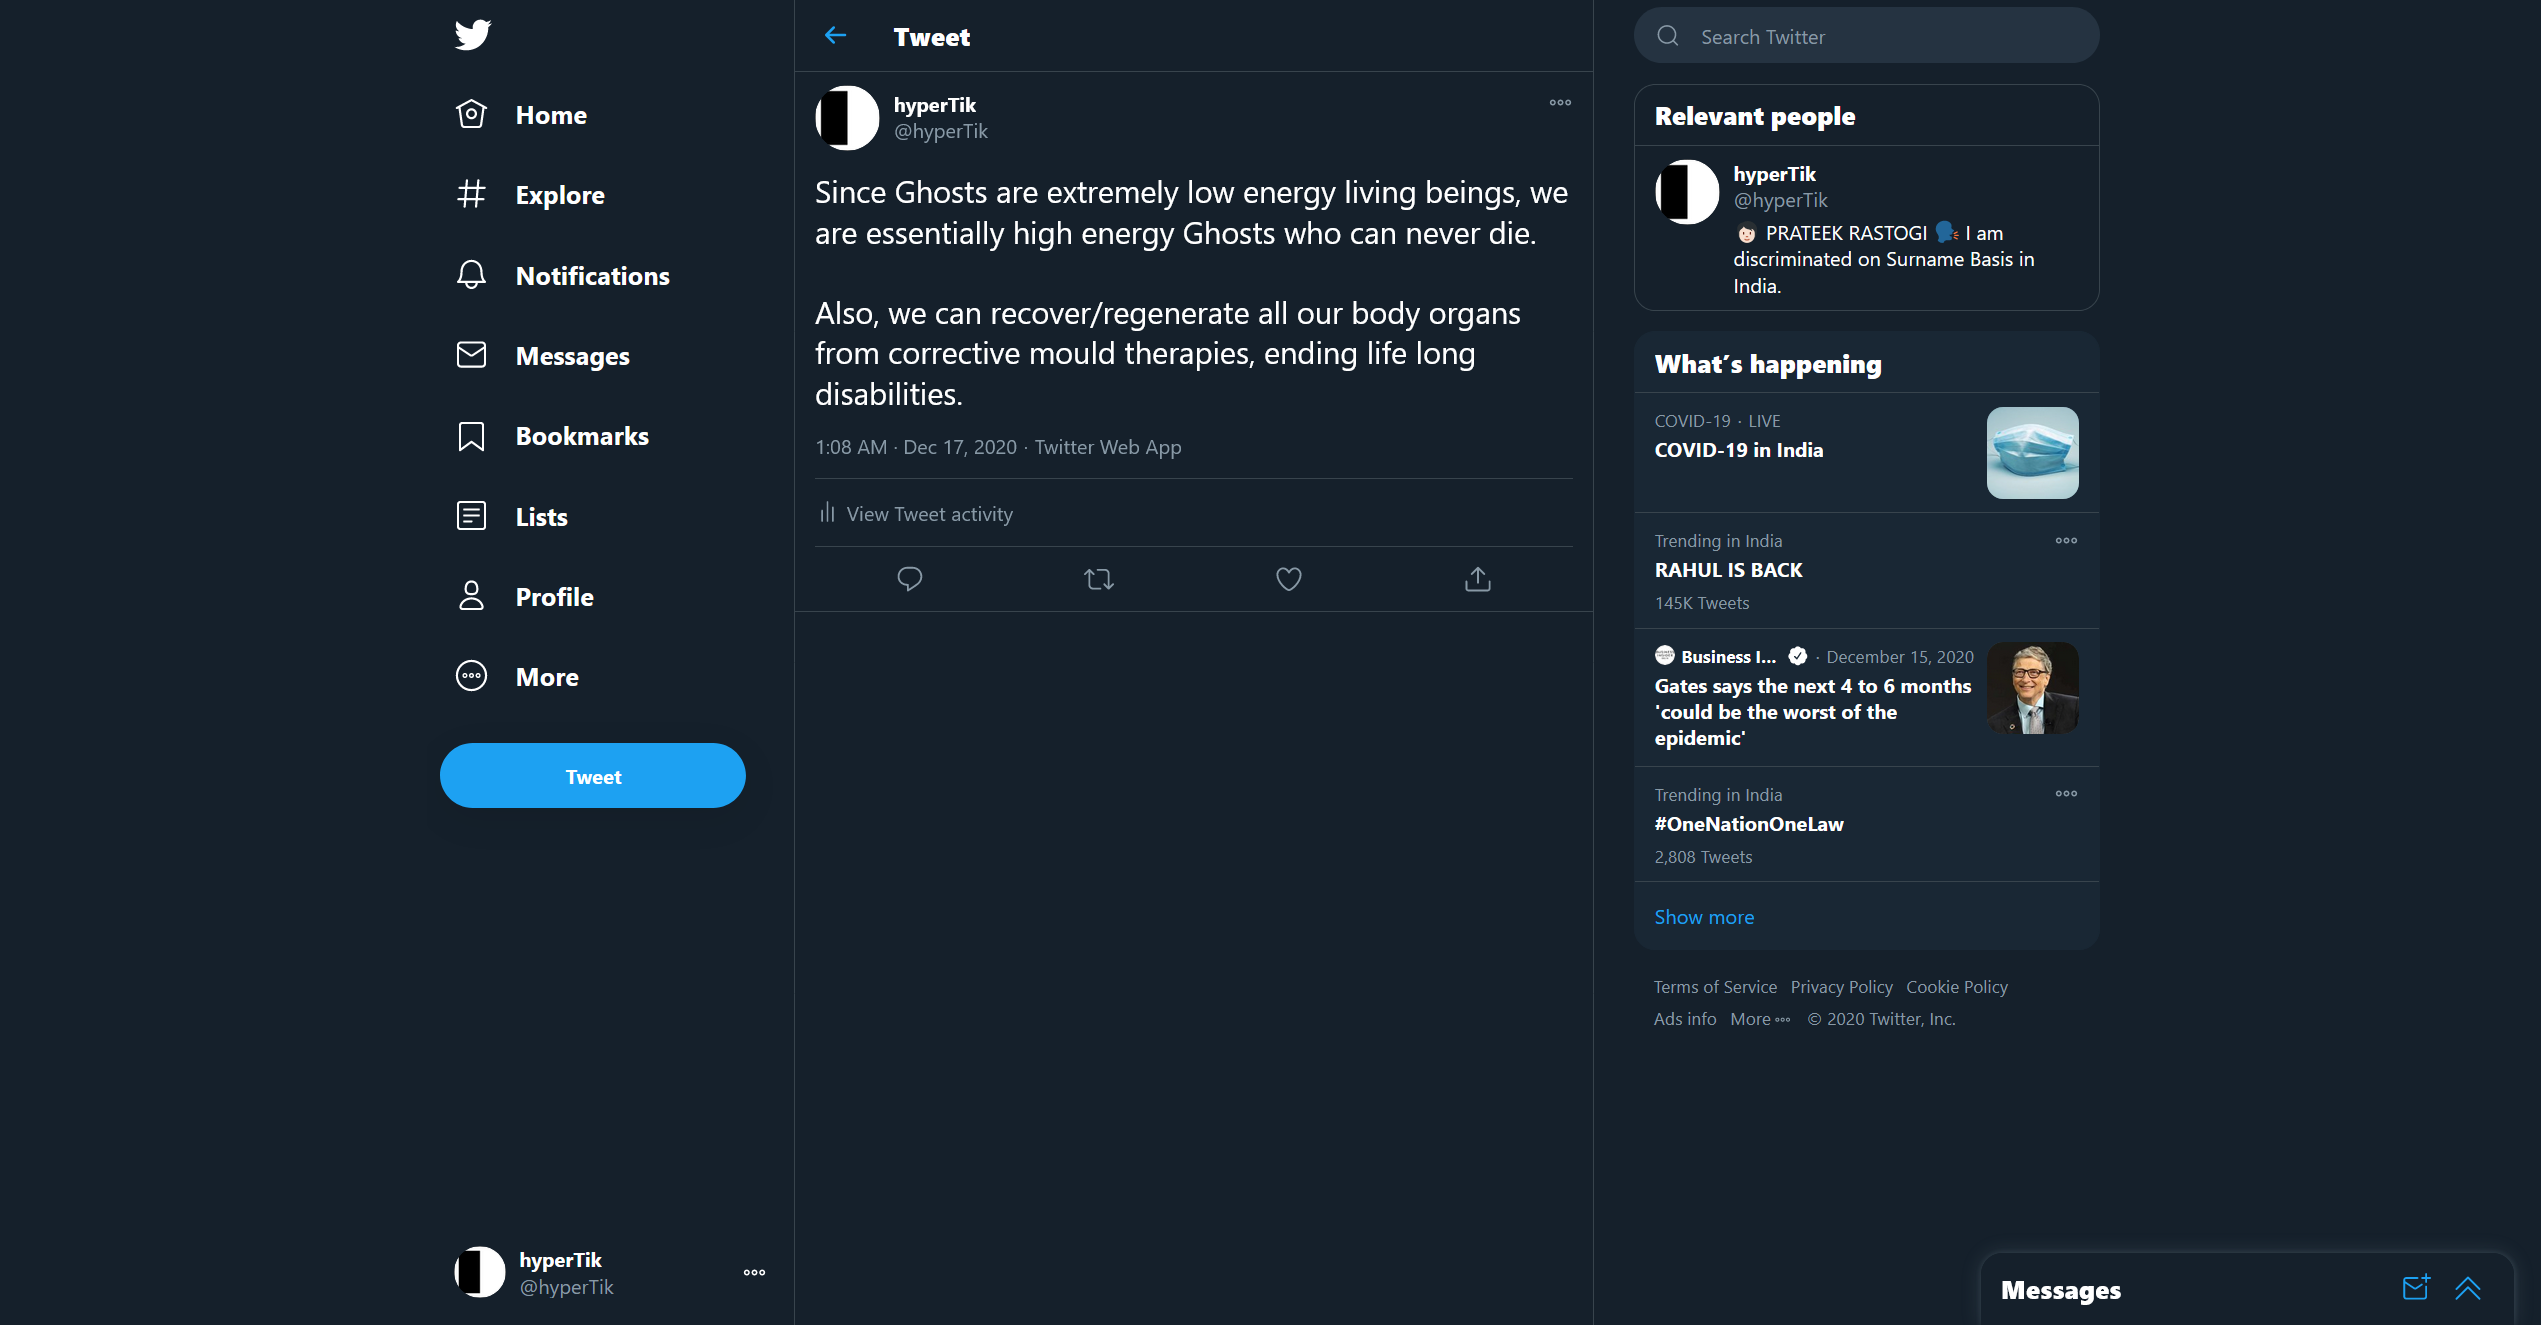 Home
Explore
Notifications
Messages
Bookmarks
Lists
Profile
More
Tweet
hyperTik
@hyperTik
Tweet
hyperTik
@hyperTik
Since Ghosts are extremely low energy living beings, we
are essentially high energy Ghosts who can never die.
Also, we can recover/regenerate all our body organs
from corrective mould therapies, ending life long
disabilities.
1:08 AM · Dec 17, 2020 · Twitter Web App
View Tweet activity
Search Twitter
Relevant people
hyperTik
@hyperTik
PRATEEK RASTOGI I am
discriminated on Surname Basis in
India.
What's happening
COVID-19 · LIVE
COVID-19 in India
Trending in India
RAHUL IS BACK
145K Tweets
Business I... · December 15, 2020
Gates says the next 4 to 6 months
'could be the worst of the
epidemic'
Trending in India
#OneNationOneLaw
2,808 Tweets
Show more
Terms of Service Privacy Policy Cookie Policy
Ads info More © 2020 Twitter, Inc.
Messages